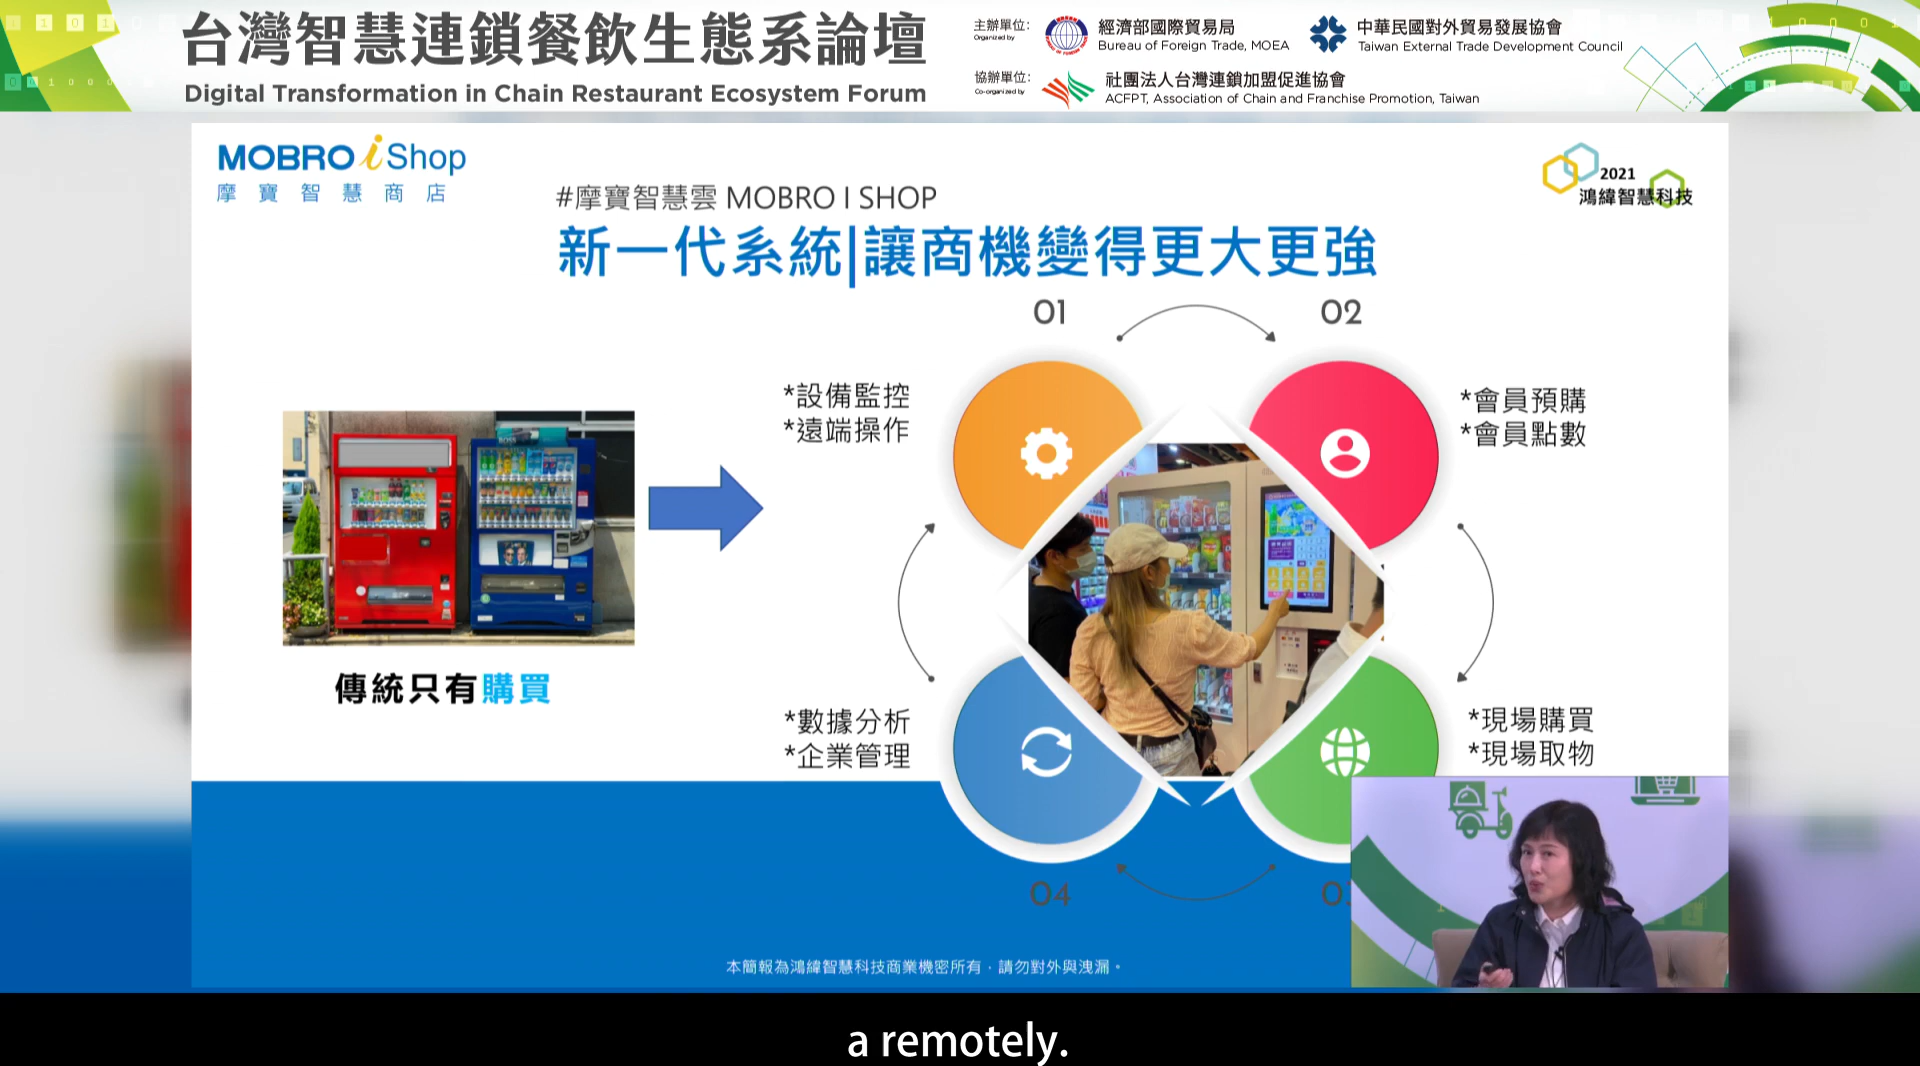 台灣智慧連鎖餐飲生態系論壇
Digital Transformation in Chain Restaurant Ecosystem Forum
主辦單位:
Organized by
經濟部國際貿易局
Bureau of Foreign Trade, MOEA
中華民國對外貿易發展協會
Taiwan External Trade Development Council
協辦單位:
Co-organized by
社團法人台灣連鎖加盟促進協會
ACFPT, Association of Chain and Franchise Promotion, Taiwan
MOBRO iShop
摩寶智慧商店
2021
鴻緯智慧科技
#摩寶智慧雲 MOBRO I SHOP
新一代系統|讓商機變得更大更強
01
02
*設備監控
*遠端操作
*會員預購
*會員點數
BOSS
傳統只有購買
*數據分析
*企業管理
*現場購買
*現場取物
04
本簡報為鴻緯智慧科技商業機密所有，請勿對外與洩漏。
a remotely.